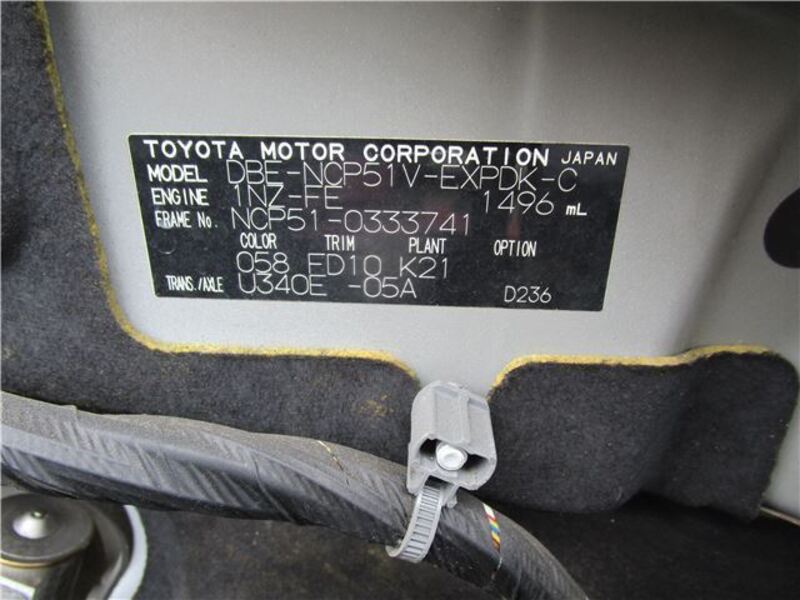 TOYOTA MOTOR CORPORATION JAPAN
MODEL DBE-NCP51V-EXPDK-C
ENGINE 1NZ-FE 1496 mL
FRAME No. NCP51-0333741
COLOR TRIM PLANT OPTION
058 FD10 K21
TRANS./AXLE U340E -05A D236